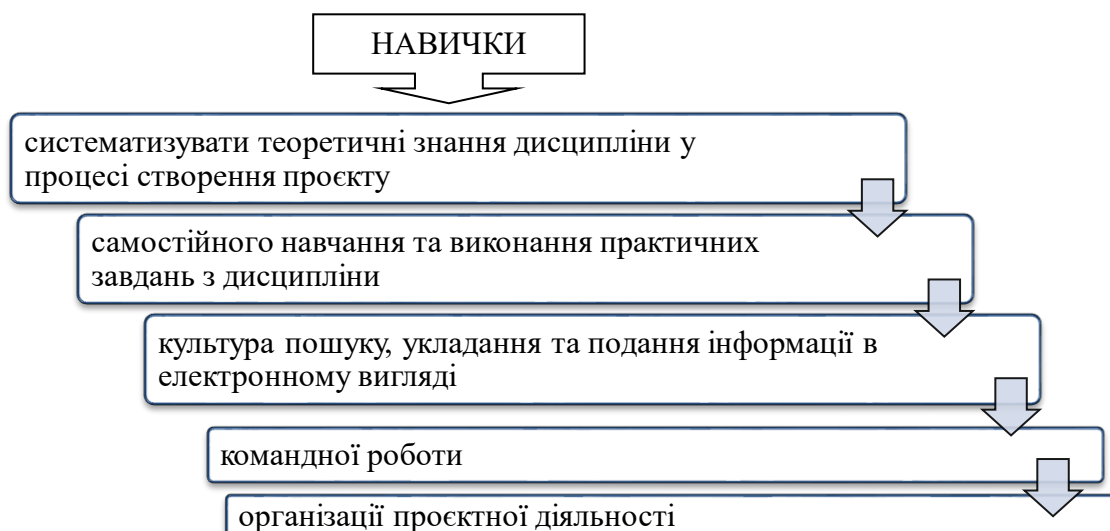 НАВИЧКИ
систематизувати теоретичні знання дисципліни у
процесі створення проєкту
самостійного навчання та виконання практичних
завдань з дисципліни
культура пошуку, укладання та подання інформації в
електронному вигляді
командної роботи
організації проєктної діяльності